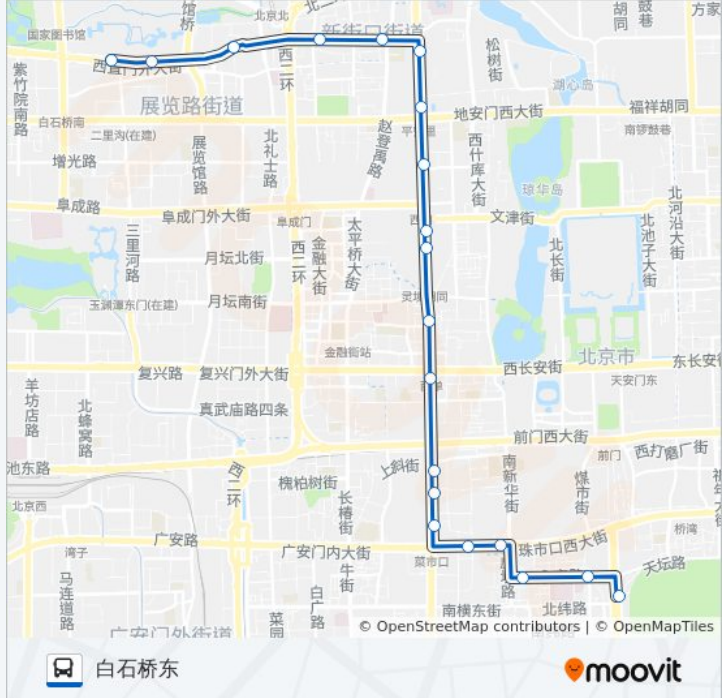 国家图书馆
馆桥
北京北
北二
新街口街道
胡同
鼓巷
方家
西直门外大街
西二环
松树街
湖心岛
紫竹院南路
展览路街道
白石桥南
二里沟(在建)
地安门西大街
福祥胡同
南锣鼓巷
赵登禹路
展览馆路
北礼士路
西什库大街
增光路
琼华岛
阜成路
阜成门外大街
阜成门
文津街
北河沿大街
北池子大街
三里河路
太平桥大街
金融大街
西二环
北长街
月坛北街
月坛南街
玉渊潭东门(在建)
金融街站
北京市
复兴路
复兴门外大街
西长安街
东长安
天安门东
羊坊店路
北蜂窝路
真武庙路四条
前门西大街
前门
西打磨厂街
池东路
上斜街
南新华街
煤市街
西二环
槐柏树街
长椿街
北京西
桥湾
广安路
湾子
广安门内大街
菜市口
珠市口西大街
天坛路
马连道路
牛街
白广路
南横东街
北纬路
广安门外街道
菜园
© OpenStreetMap contributors | © OpenMapTiles
白石桥东
moovit